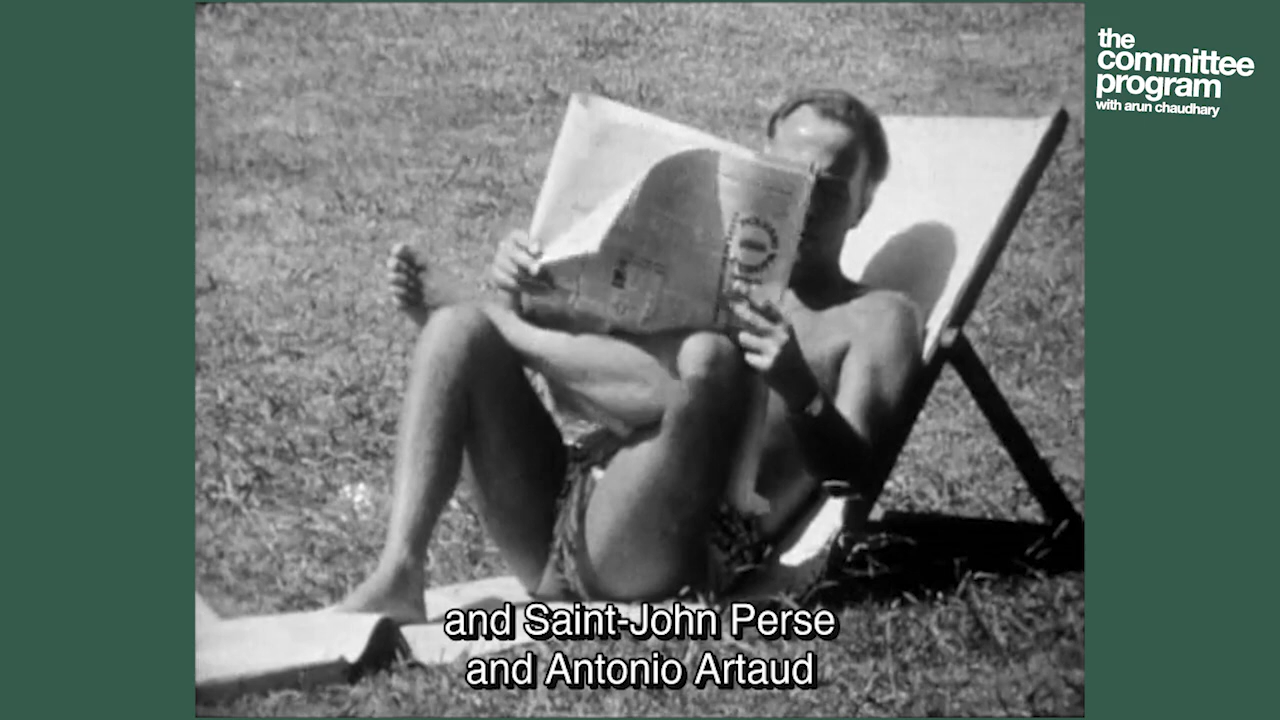 the
committee
program
with arun chaudhary
and Saint-John Perse
and Antonio Artaud